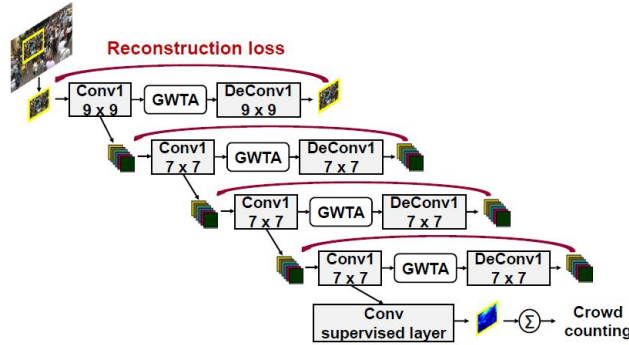 Reconstruction loss
Conv1
9 x 9
GWTA
DeConv1
9 x 9
Conv1
7 x 7
GWTA
DeConv1
7 x 7
Conv1
7 x 7
GWTA
DeConv1
7 x 7
Conv1
7 x 7
GWTA
DeConv1
7 x 7
Conv
supervised layer
Σ
Crowd
counting